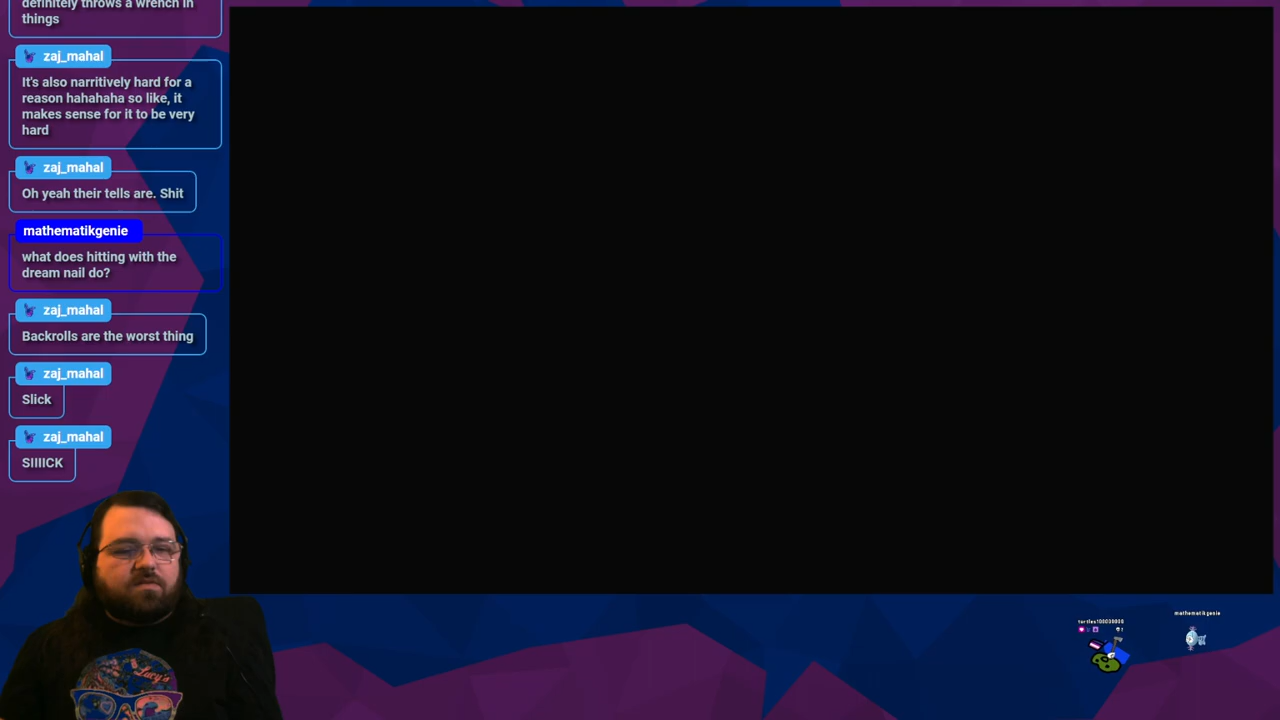 definitely throws a wrench in
things
zaj_mahal
It's also narritively hard for a
reason hahahaha so like, it
makes sense for it to be very
hard
zaj_mahal
Oh yeah their tells are. Shit
mathematikgenie
what does hitting with the
dream nail do?
zaj_mahal
Backrolls are the worst thing
zaj_mahal
Slick
zaj_mahal
SIIIICK
mathematikgenie
Lucy's